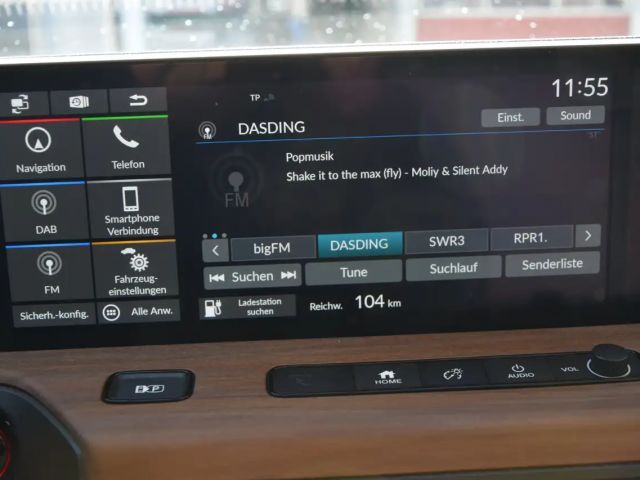 TP
11:55
DASDING
Einst.
Sound
Navigation
Telefon
Popmusik
Shake it to the max (fly) - Moliy & Silent Addy
FM
DAB
Smartphone
Verbindung
bigFM
DASDING
SWR3
RPR1.
FM
Fahrzeug-
einstellungen
Suchen
Tune
Suchlauf
Senderliste
Sicherh.-konfig.
Alle Anw.
Ladestation
suchen
Reichw. 104 km
HOME
AUDIO
VOL